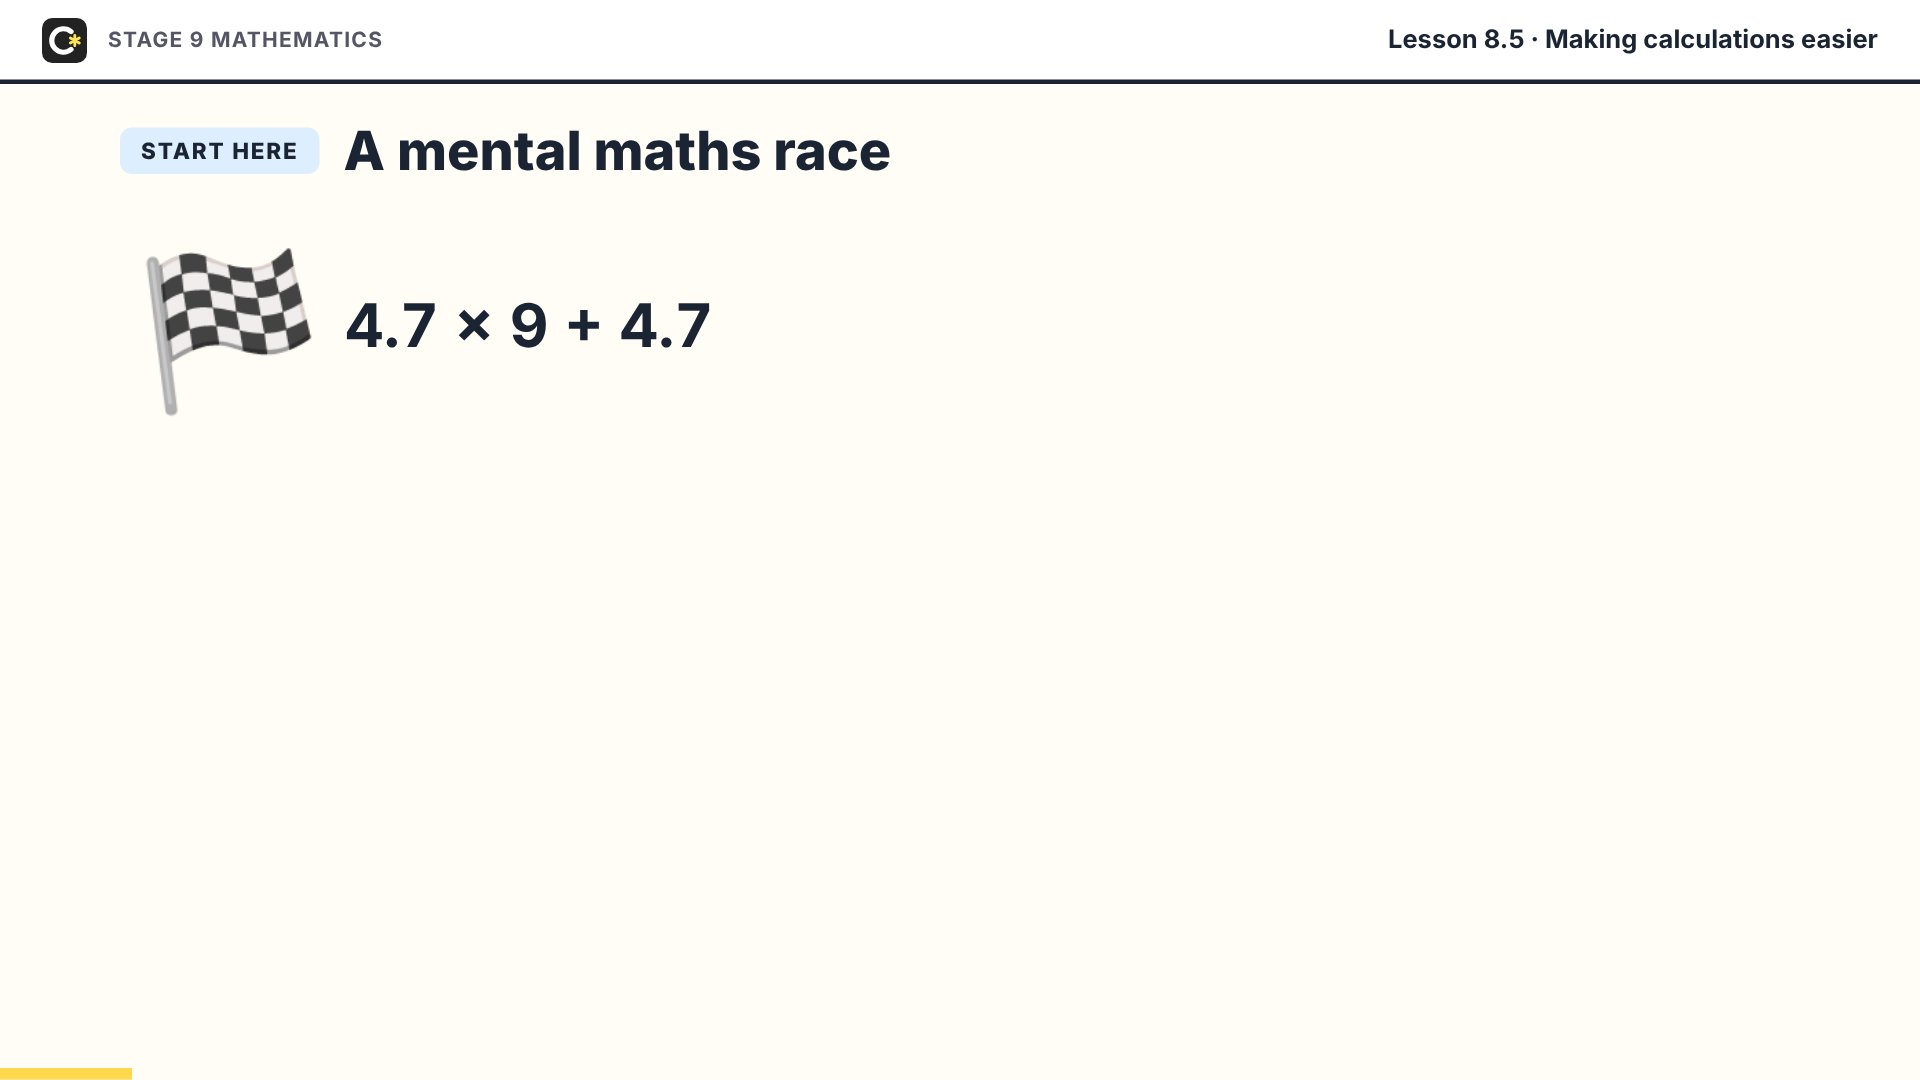 STAGE 9 MATHEMATICS
Lesson 8.5 · Making calculations easier
START HERE
A mental maths race
4.7 × 9 + 4.7